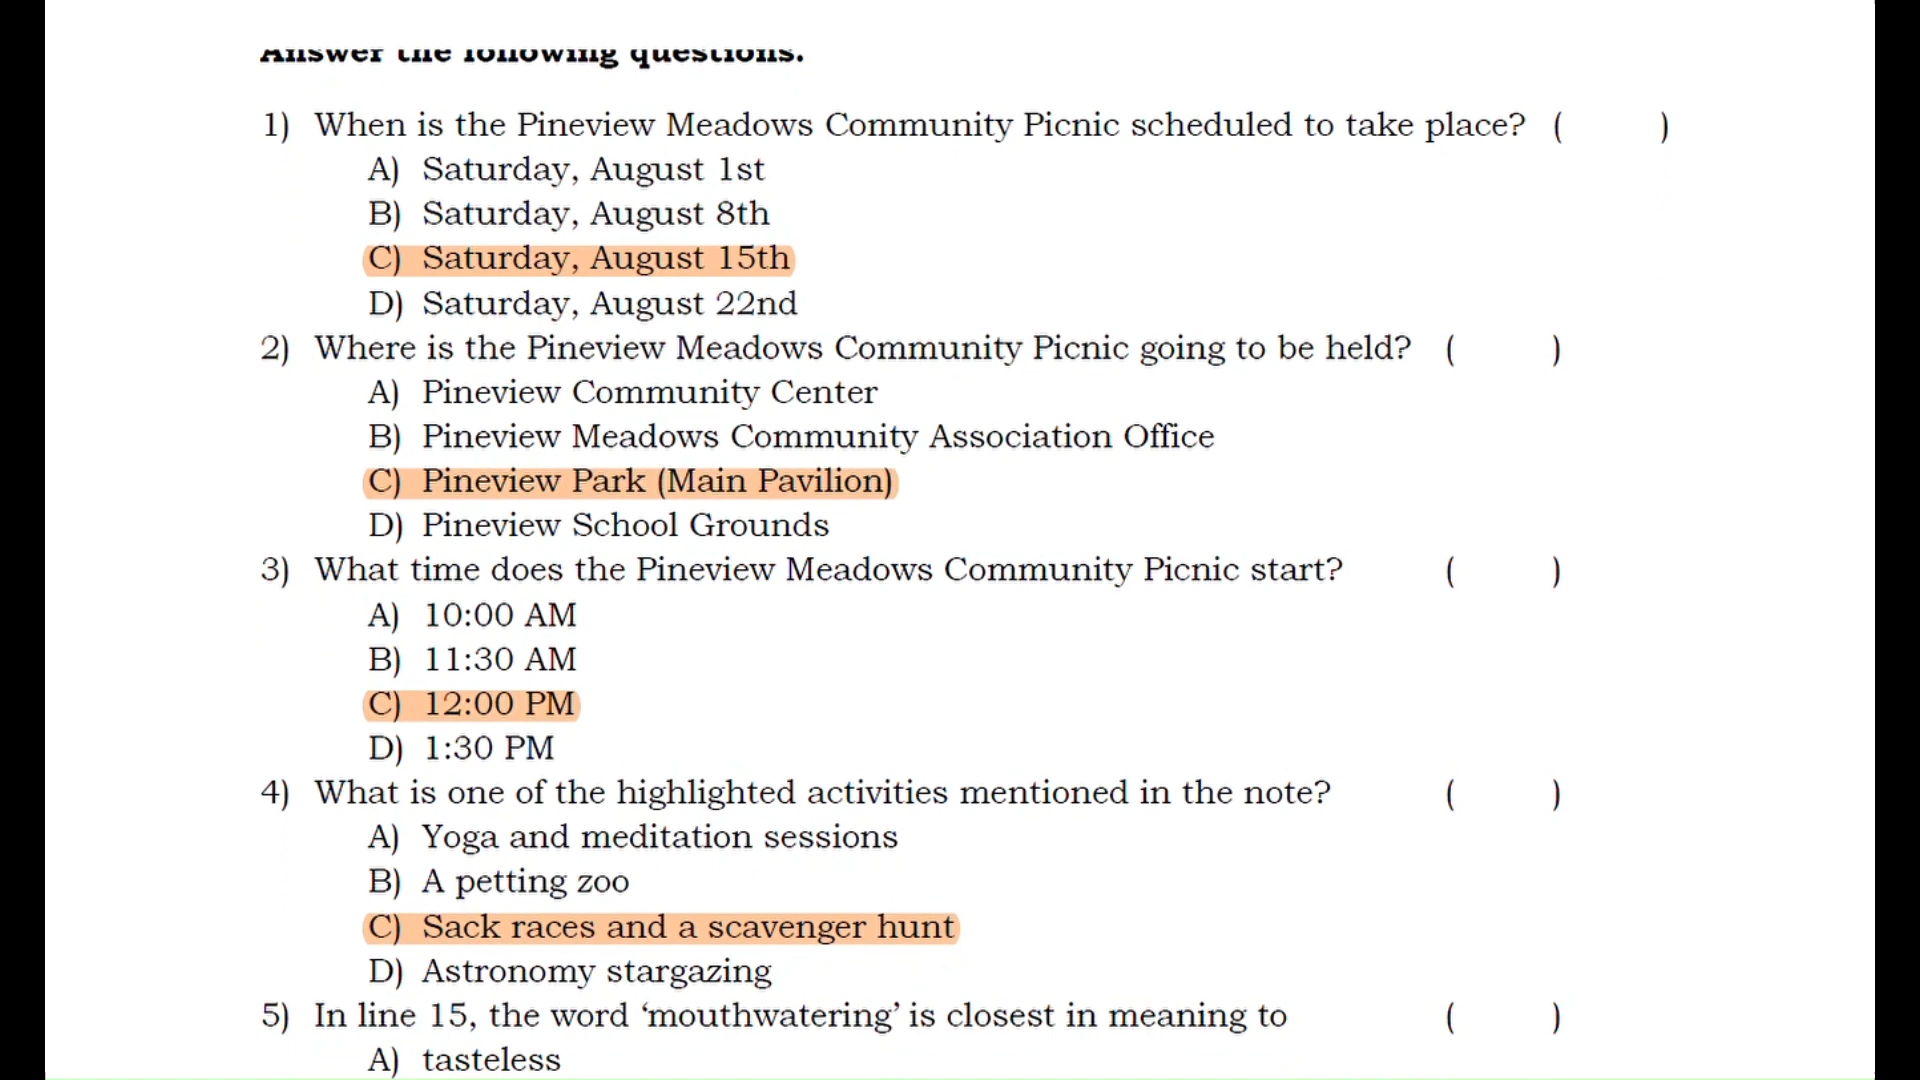 Answer the following questions.
1) When is the Pineview Meadows Community Picnic scheduled to take place? ( )
A) Saturday, August 1st
B) Saturday, August 8th
C) Saturday, August 15th
D) Saturday, August 22nd
2) Where is the Pineview Meadows Community Picnic going to be held? ( )
A) Pineview Community Center
B) Pineview Meadows Community Association Office
C) Pineview Park (Main Pavilion)
D) Pineview School Grounds
3) What time does the Pineview Meadows Community Picnic start? ( )
A) 10:00 AM
B) 11:30 AM
C) 12:00 PM
D) 1:30 PM
4) What is one of the highlighted activities mentioned in the note? ( )
A) Yoga and meditation sessions
B) A petting zoo
C) Sack races and a scavenger hunt
D) Astronomy stargazing
5) In line 15, the word ‘mouthwatering’ is closest in meaning to ( )
A) tasteless